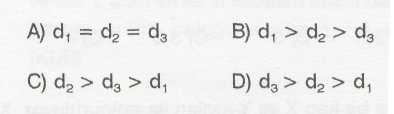 A) d₁ = d₂ = d₃ B) d₁ > d₂ > d₃
C) d₂ > d₃ > d₁ D) d₃ > d₂ > d₁